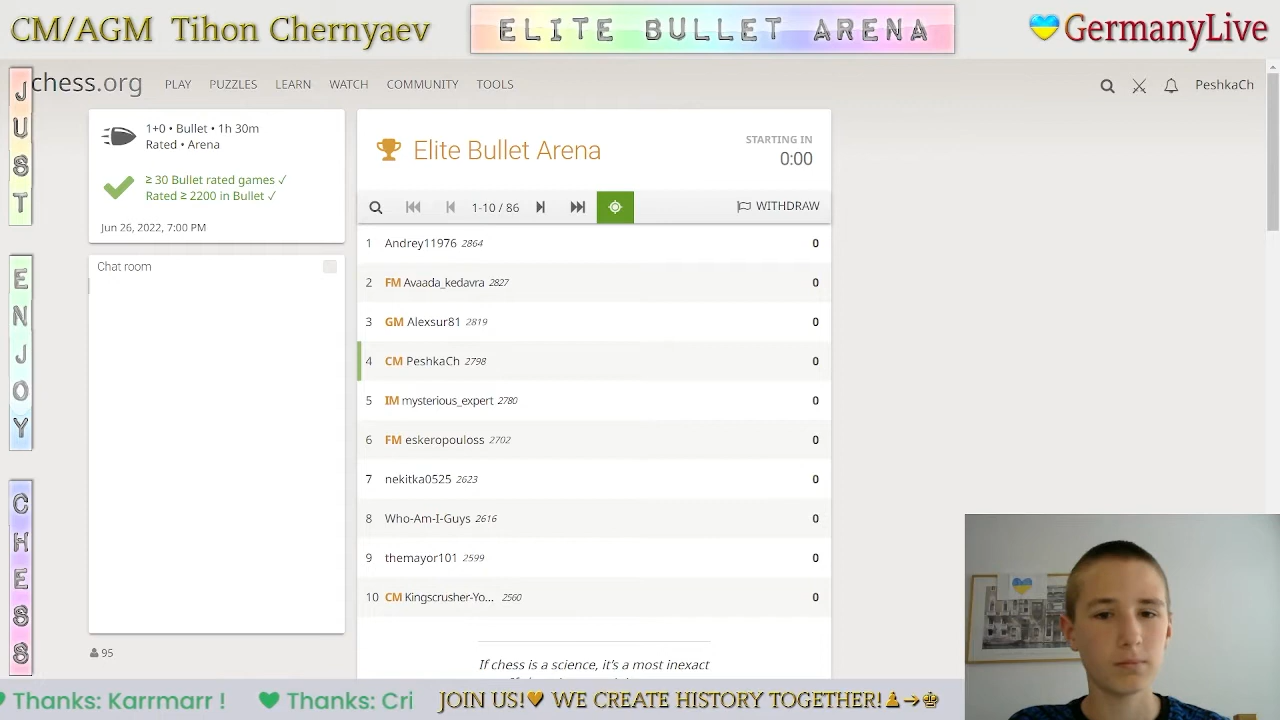 CM/AGM Tihon Chernyaev
ELITE BULLET ARENA
GermanyLive
JUST
ENJOY
CHESS
chess.org
PLAY
PUZZLES
LEARN
WATCH
COMMUNITY
TOOLS
PeshkaCh
1+0 • Bullet • 1h 30m
Rated • Arena
≥ 30 Bullet rated games ✓
Rated ≥ 2200 in Bullet ✓
Jun 26, 2022, 7:00 PM
Chat room
95
Elite Bullet Arena
STARTING IN
0:00
1-10 / 86
WITHDRAW
1 Andrey11976 2864 0
2 FM Avaada_kedavra 2827 0
3 GM Alexsur81 2819 0
4 CM PeshkaCh 2798 0
5 IM mysterious_expert 2780 0
6 FM eskeropouloss 2702 0
7 nekitka0525 2623 0
8 Who-Am-I-Guys 2616 0
9 themayor101 2599 0
10 CM Kingscrusher-Yo... 2560 0
If chess is a science, it's a most inexact
Thanks: Karrmarr !
Thanks: Cri
JOIN US!🧡 WE CREATE HISTORY TOGETHER!♟→♚